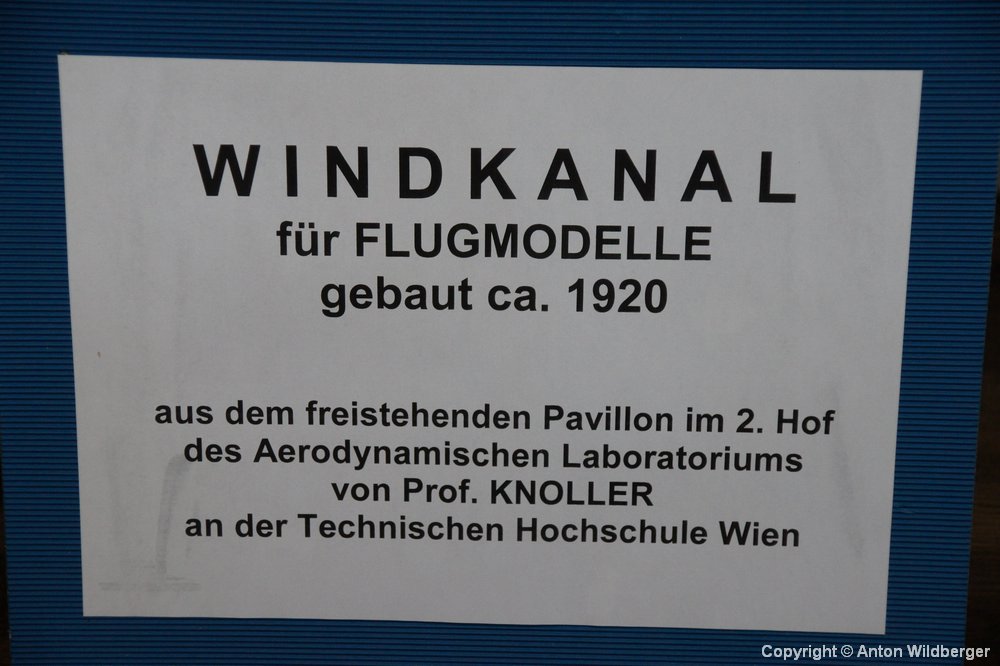 WINDKANAL
für FLUGMODELLE
gebaut ca. 1920
aus dem freistehenden Pavillon im 2. Hof
des Aerodynamischen Laboratoriums
von Prof. KNOLLER
an der Technischen Hochschule Wien
Copyright © Anton Wildberger